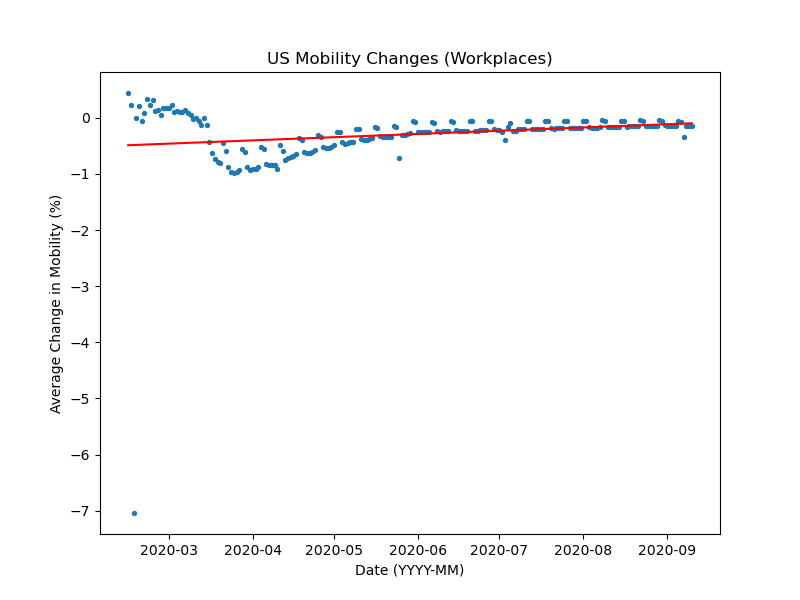 US Mobility Changes (Workplaces)
Average Change in Mobility (%)
0
−1
−2
−3
−4
−5
−6
−7
2020-03 2020-04 2020-05 2020-06 2020-07 2020-08 2020-09
Date (YYYY-MM)